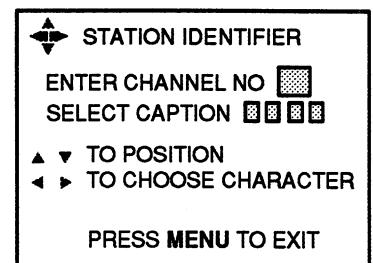 STATION IDENTIFIER
ENTER CHANNEL NO
SELECT CAPTION
▲ ▼ TO POSITION
◄ ► TO CHOOSE CHARACTER
PRESS MENU TO EXIT